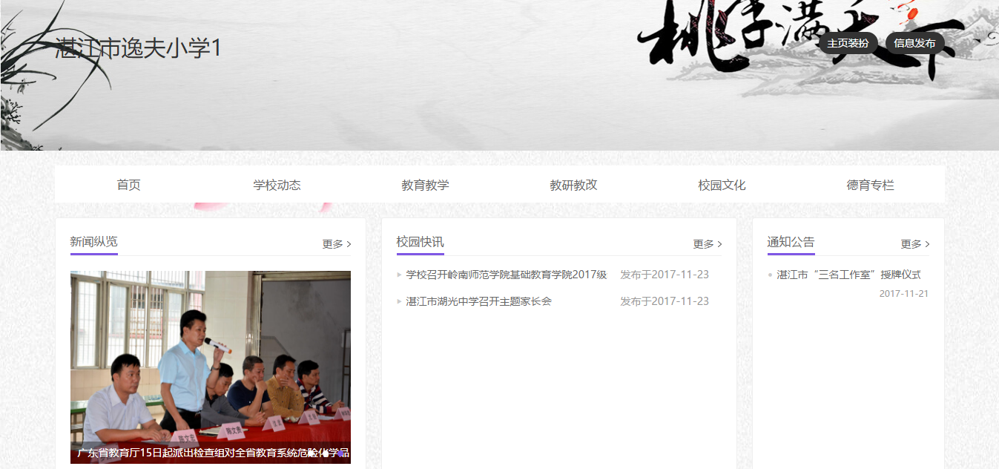 湛江市逸夫小学1
桃李满天下
主页装扮
信息发布
首页
学校动态
教育教学
教研教改
校园文化
德育专栏
新闻纵览
更多
校园快讯
更多
学校召开岭南师范学院基础教育学院2017级
发布于2017-11-23
湛江市湖光中学召开主题家长会
发布于2017-11-23
通知公告
更多
湛江市“三名工作室”授牌仪式
2017-11-21
陈文贵
广东省教育厅15日起派出检查组对全省教育系统危险化学品